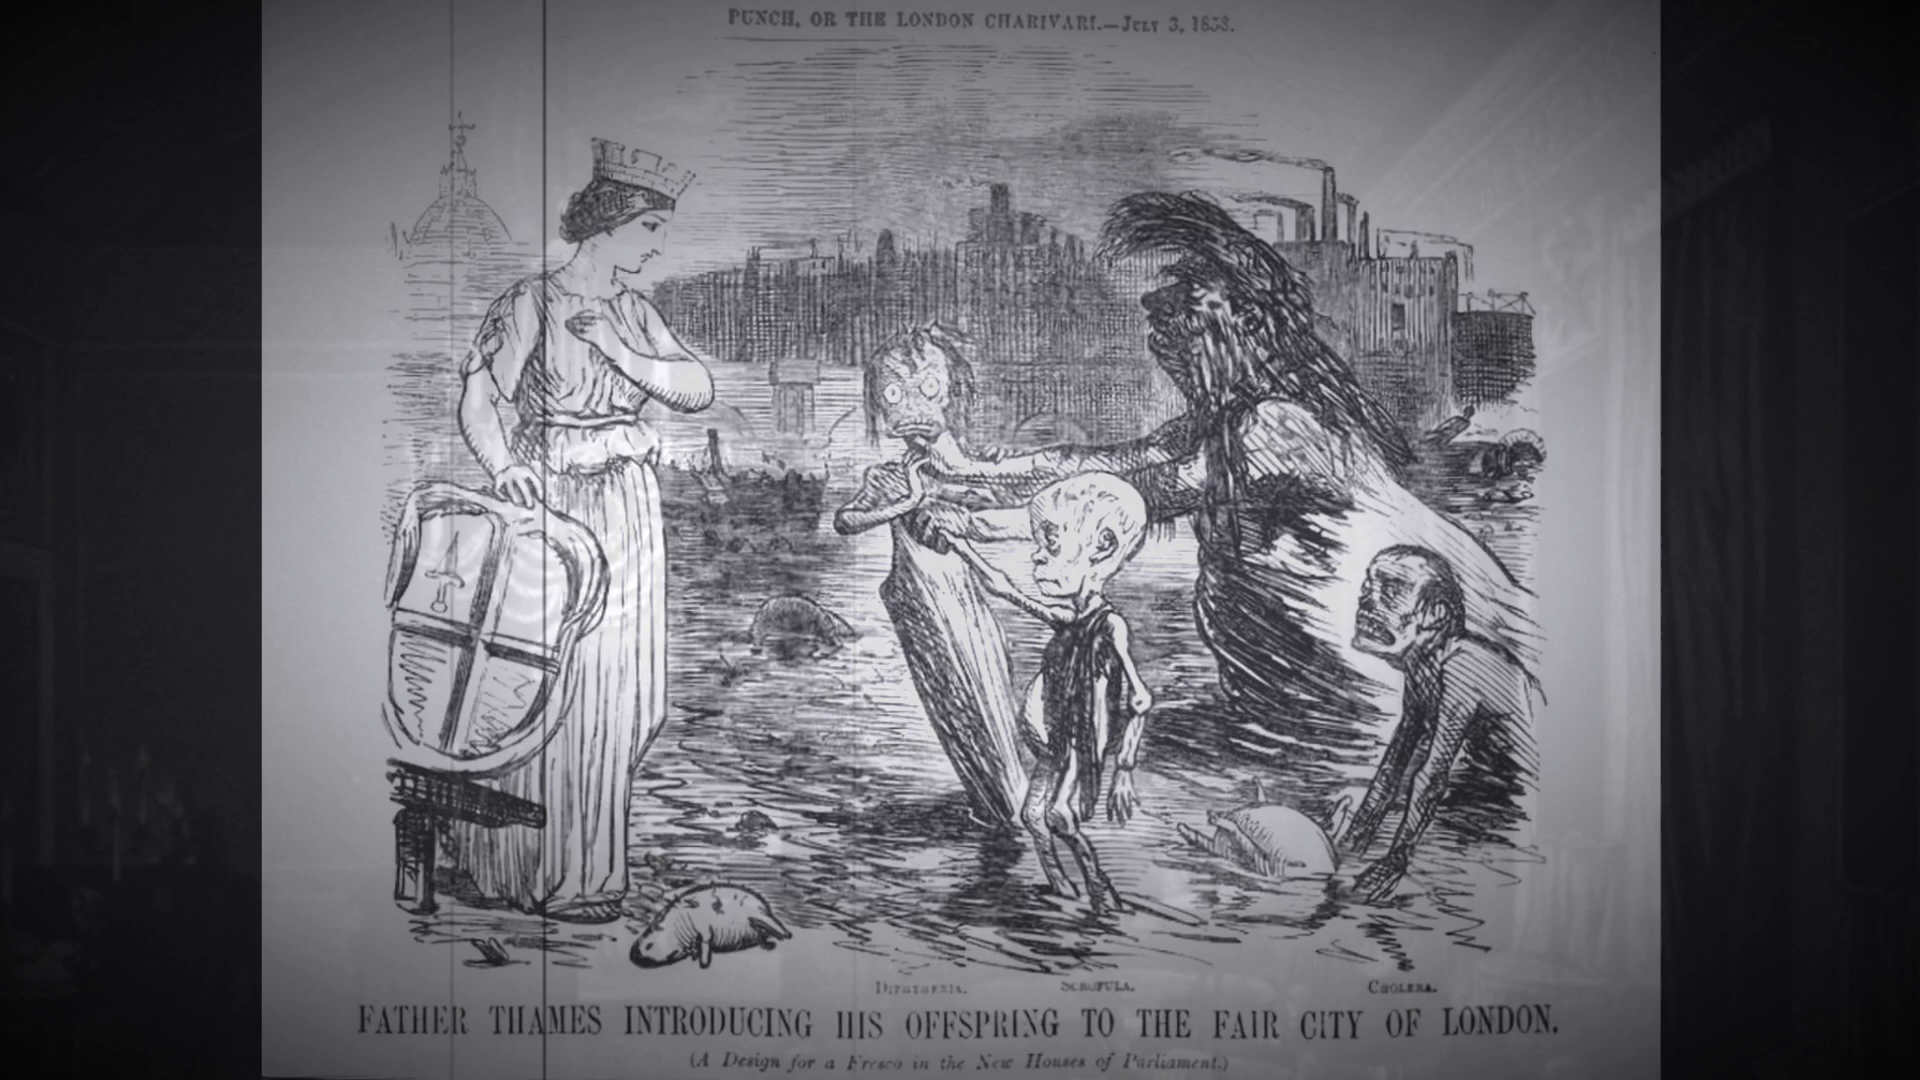 PUNCH, OR THE LONDON CHARIVARI.—JULY 3, 1858.
DIPHTHERIA. SCROFULA. CHOLERA.
FATHER THAMES INTRODUCING HIS OFFSPRING TO THE FAIR CITY OF LONDON.
(A Design for a Fresco in the New Houses of Parliament.)